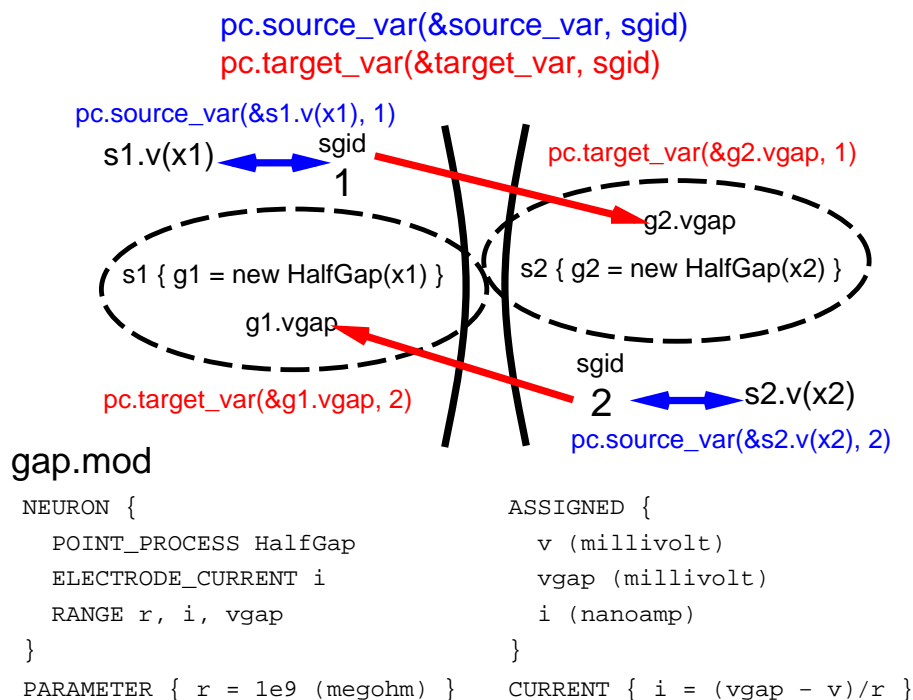 pc.source_var(&source_var, sgid)
pc.target_var(&target_var, sgid)
pc.source_var(&s1.v(x1), 1)
s1.v(x1)
sgid
1
pc.target_var(&g2.vgap, 1)
g2.vgap
s1 { g1 = new HalfGap(x1) }
s2 { g2 = new HalfGap(x2) }
g1.vgap
sgid
pc.target_var(&g1.vgap, 2)
2
s2.v(x2)
pc.source_var(&s2.v(x2), 2)
gap.mod
NEURON {
POINT_PROCESS HalfGap
ELECTRODE_CURRENT i
RANGE r, i, vgap
}
PARAMETER { r = 1e9 (megohm) }
ASSIGNED {
v (millivolt)
vgap (millivolt)
i (nanoamp)
}
CURRENT { i = (vgap - v)/r }